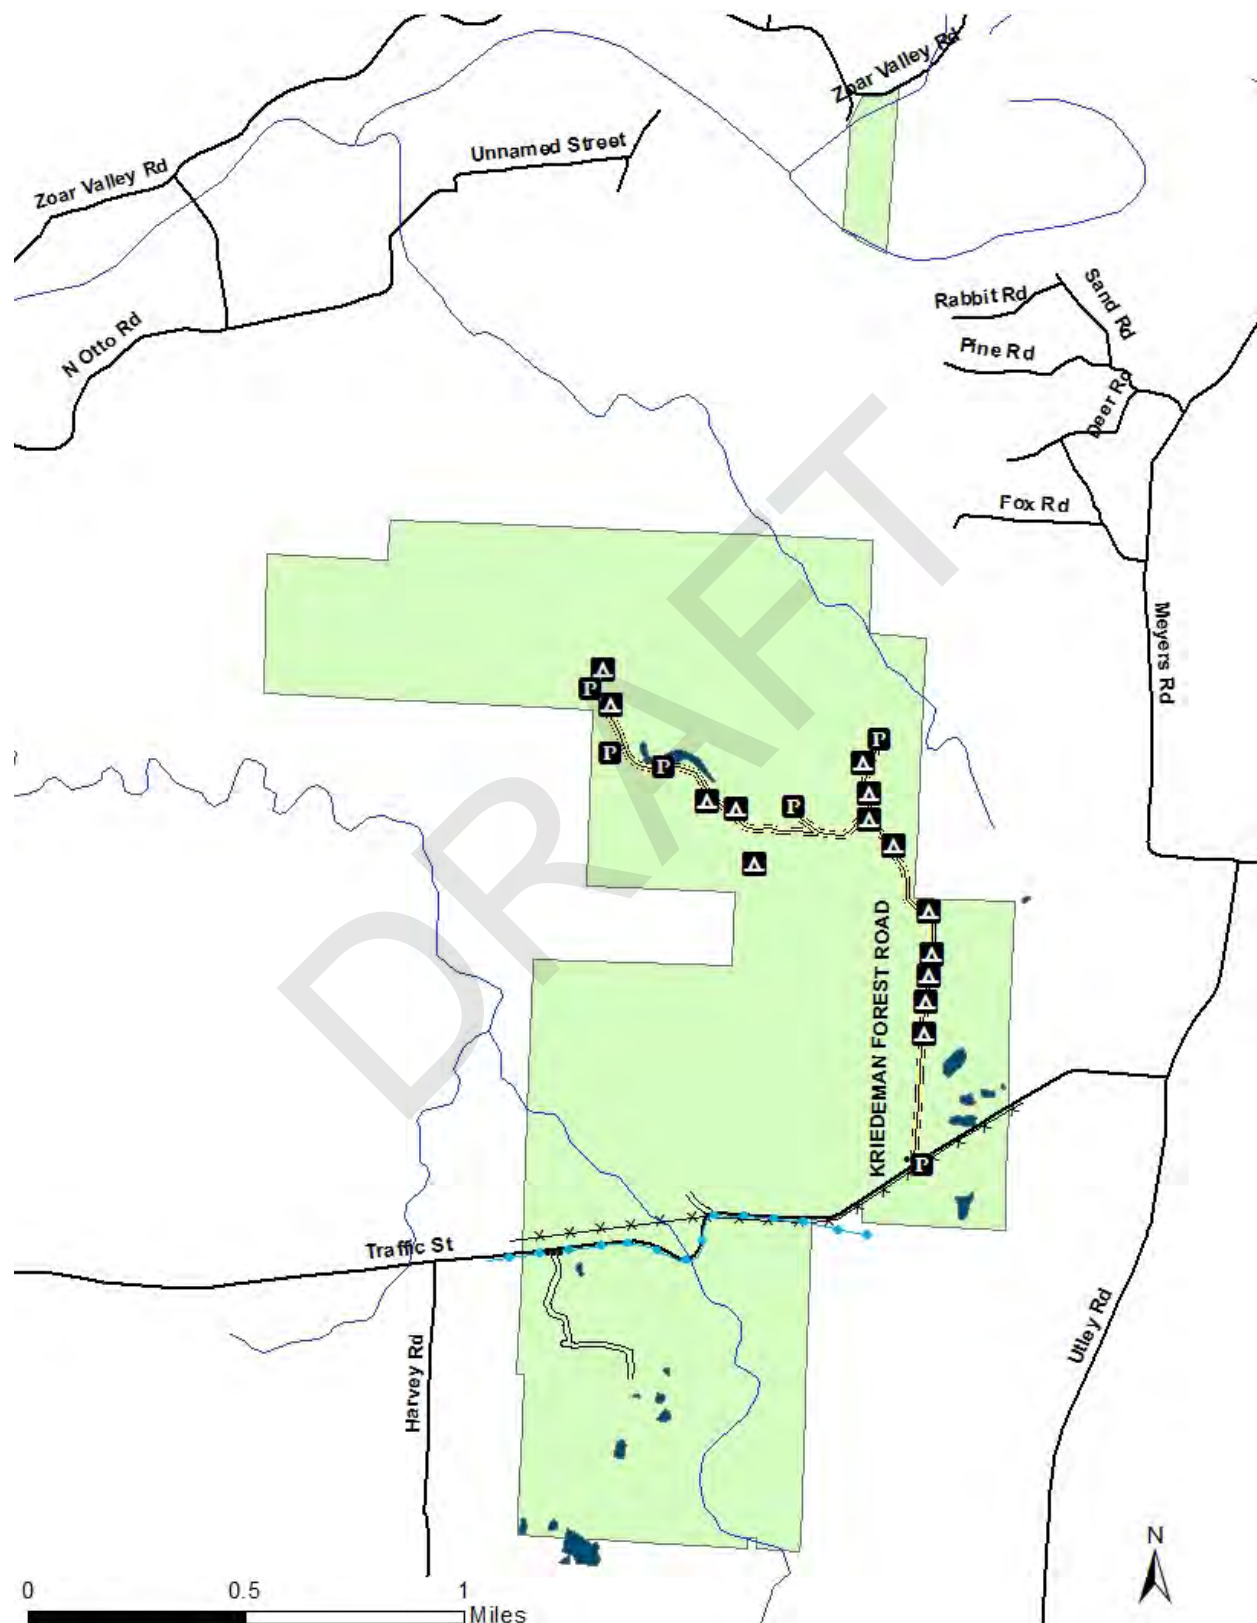 Zoar Valley Rd
Unnamed Street
Zoar Valley Rd
Rabbit Rd
Sand Rd
N Otto Rd
Pine Rd
Deer Rd
Fox Rd
DRAFT
Meyers Rd
P
P
P
P
P
KRIEDEMAN FOREST ROAD
P
Traffic St
Utley Rd
Harvey Rd
N
0 0.5 1
Miles